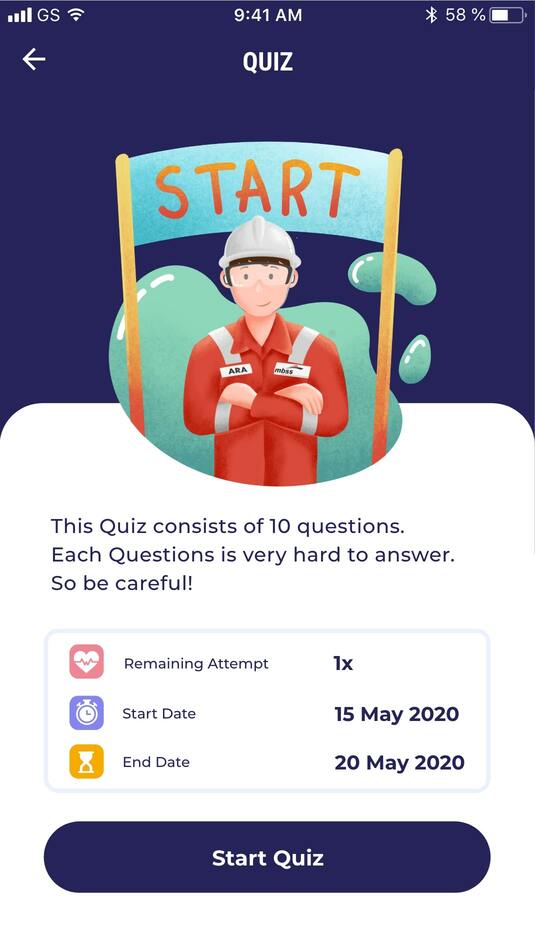 GS 9:41 AM 58 %
QUIZ
START
ARA mbss
This Quiz consists of 10 questions.
Each Questions is very hard to answer.
So be careful!
Remaining Attempt 1x
Start Date 15 May 2020
End Date 20 May 2020
Start Quiz